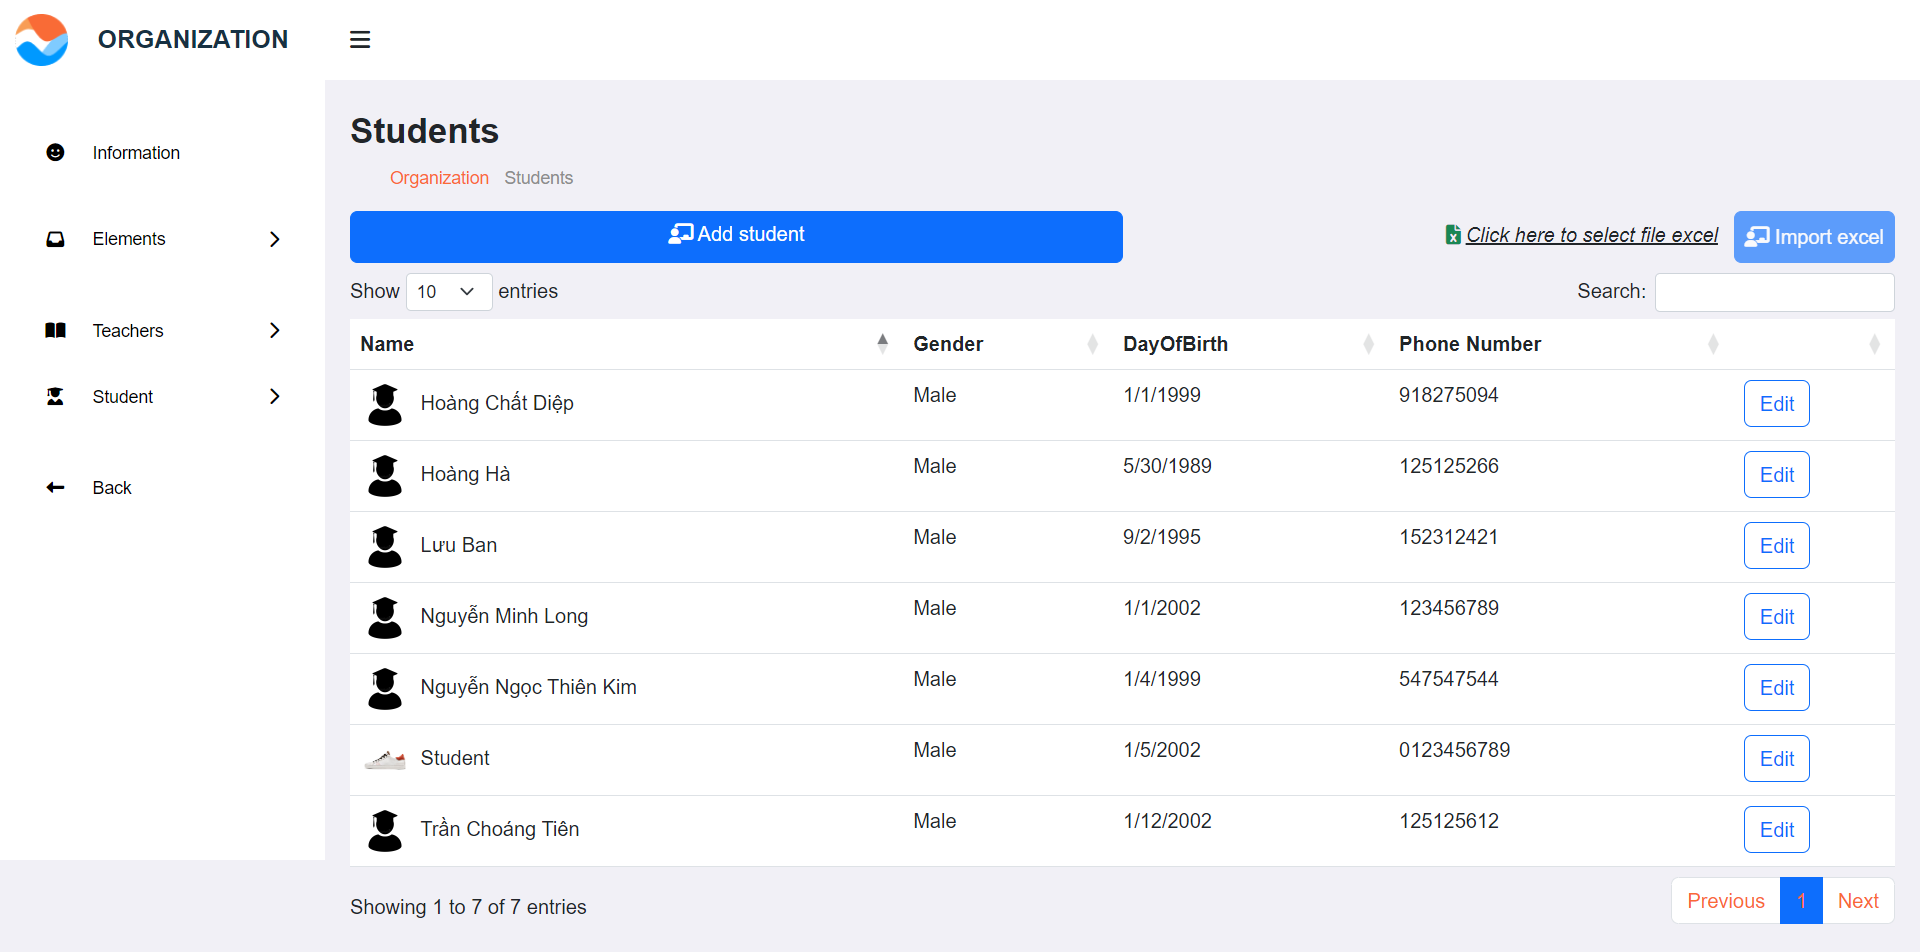 ORGANIZATION
Information
Elements
Teachers
Student
Back
Students
Organization Students
Add student
Click here to select file excel
Import excel
Show 10 entries
Search:
Name Gender DayOfBirth Phone Number
Hoàng Chất Diệp Male 1/1/1999 918275094 Edit
Hoàng Hà Male 5/30/1989 125125266 Edit
Lưu Ban Male 9/2/1995 152312421 Edit
Nguyễn Minh Long Male 1/1/2002 123456789 Edit
Nguyễn Ngọc Thiên Kim Male 1/4/1999 547547544 Edit
Student Male 1/5/2002 0123456789 Edit
Trần Choáng Tiên Male 1/12/2002 125125612 Edit
Showing 1 to 7 of 7 entries
Previous 1 Next